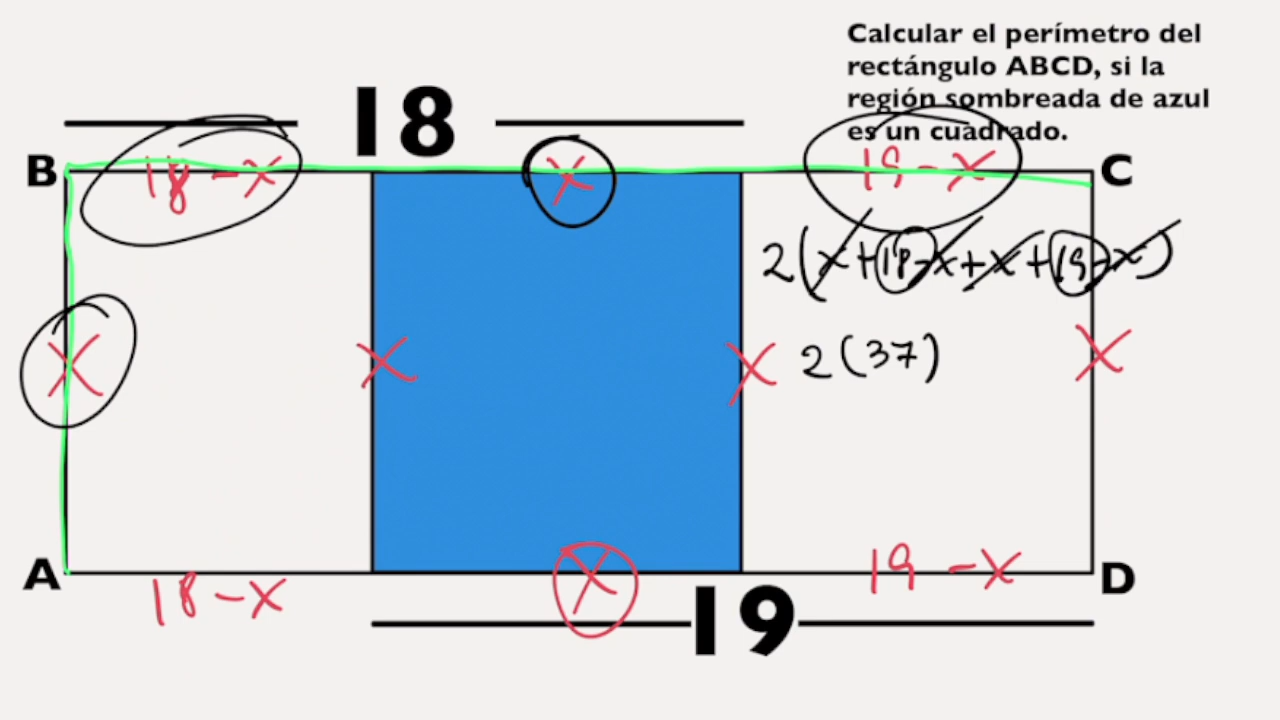 Calcular el perímetro del
rectángulo ABCD, si la
región sombreada de azul
es un cuadrado.
18
B
18 - x
x
19 - x
C
2(x+18-x+x+19-x)
x
x
x
2(37)
x
A
18 - x
x
19 - x
D
19